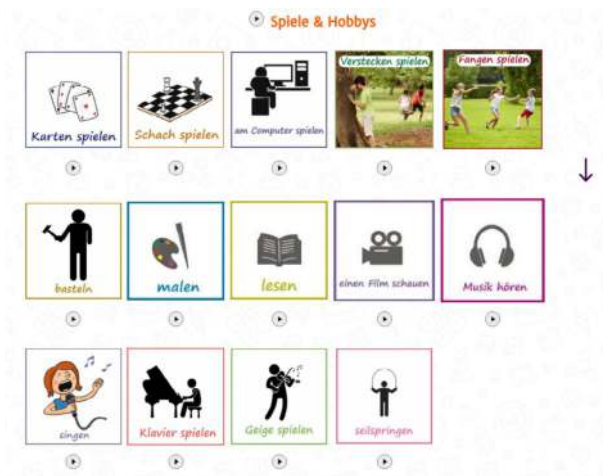 Spiele & Hobbys
Karten spielen
Schach spielen
am Computer spielen
Verstecken spielen
Fangen spielen
basteln
malen
lesen
einen Film schauen
Musik hören
singen
Klavier spielen
Geige spielen
seilspringen